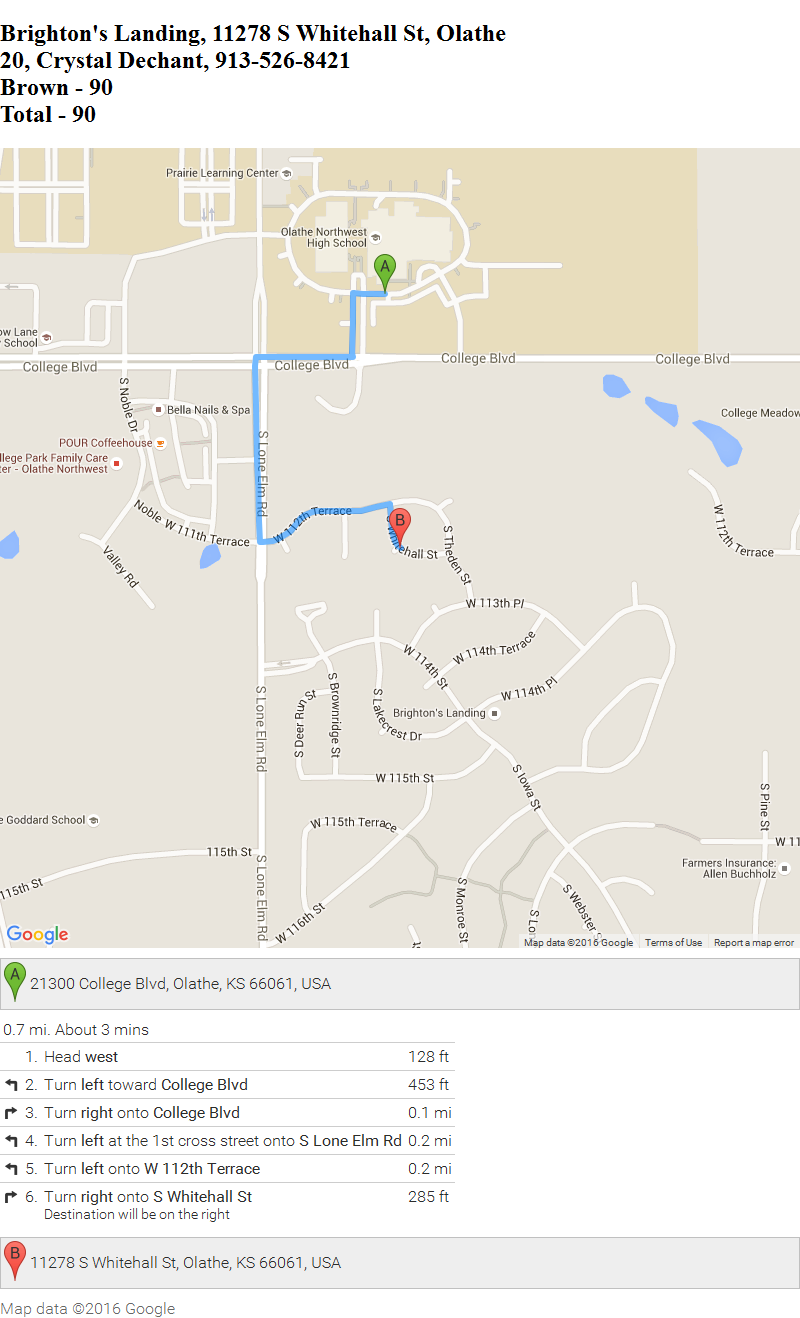 Brighton's Landing, 11278 S Whitehall St, Olathe
20, Crystal Dechant, 913-526-8421
Brown - 90
Total - 90
Prairie Learning Center
Olathe Northwest
High School
A
ow Lane
School
College Blvd
College Blvd
College Blvd
College Blvd
S Noble Dr
Bella Nails & Spa
College Meadow
POUR Coffeehouse
llege Park Family Care
ter - Olathe Northwest
S Lone Elm Rd
Noble
W 111th Terrace
W 112th Terrace
B
S Whitehall St
S Theden St
W 112th Terrace
Valley Rd
W 113th Pl
W 114th Terrace
W 114th St
W 114th Pl
S Deer Run St
S Brownridge St
S Lakecrest Dr
Brighton's Landing
S Lone Elm Rd
W 115th St
S Iowa St
S Pine St
e Goddard School
W 115th Terrace
W 11
115th St
115th St
Farmers Insurance:
Allen Buchholz
S Lone Elm Rd
S Monroe St
S Webster S
S Lon
W 116th St
Google
Map data ©2016 Google
Terms of Use
Report a map error
A
21300 College Blvd, Olathe, KS 66061, USA
0.7 mi. About 3 mins
1. Head west 128 ft
2. Turn left toward College Blvd 453 ft
3. Turn right onto College Blvd 0.1 mi
4. Turn left at the 1st cross street onto S Lone Elm Rd 0.2 mi
5. Turn left onto W 112th Terrace 0.2 mi
6. Turn right onto S Whitehall St 285 ft
Destination will be on the right
B
11278 S Whitehall St, Olathe, KS 66061, USA
Map data ©2016 Google